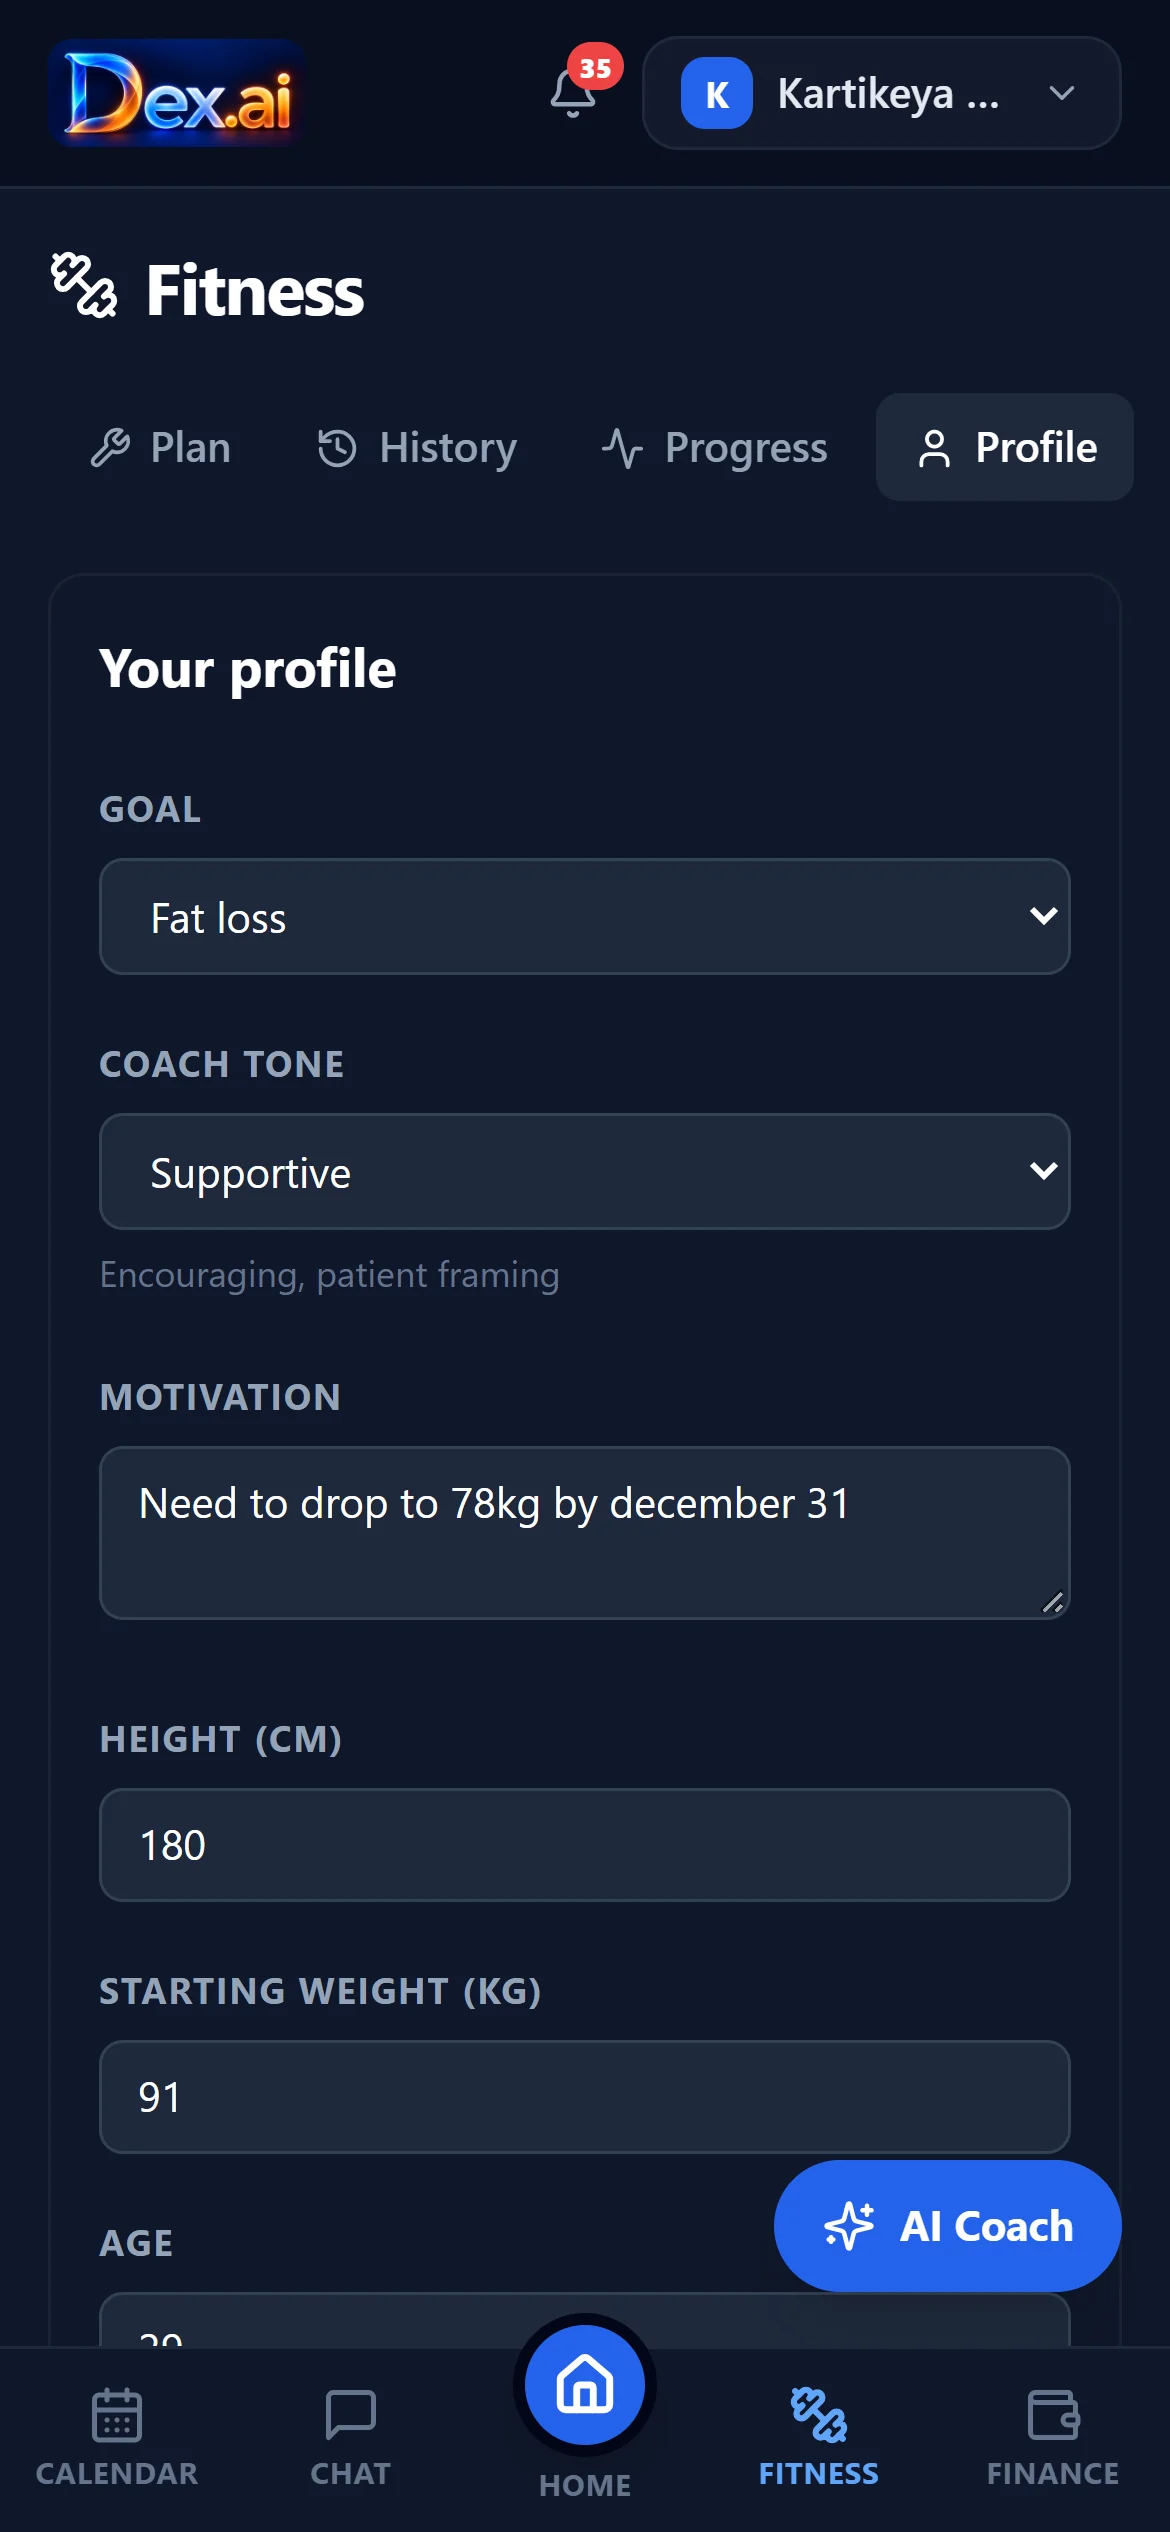 Dex.ai
35
K
Kartikeya ...
Fitness
Plan
History
Progress
Profile
Your profile
GOAL
Fat loss
COACH TONE
Supportive
Encouraging, patient framing
MOTIVATION
Need to drop to 78kg by december 31
HEIGHT (CM)
180
STARTING WEIGHT (KG)
91
AI Coach
AGE
CALENDAR
CHAT
HOME
FITNESS
FINANCE